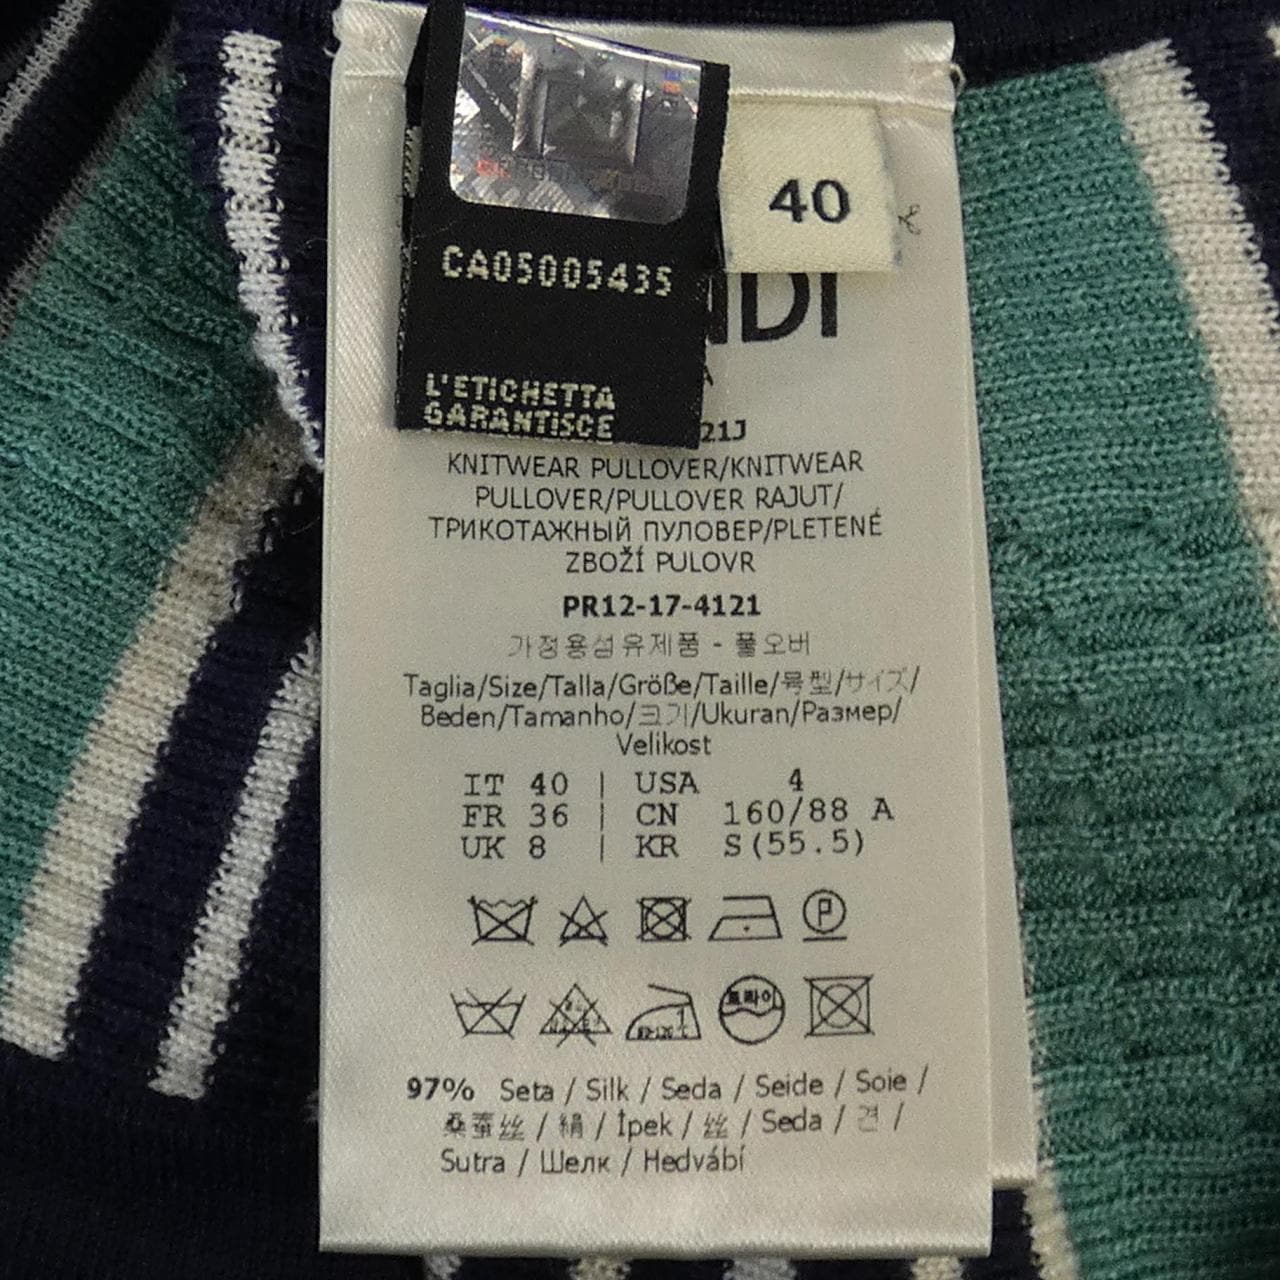 40
CA05005435
L'ETICHETTA
GARANTISCE
DI
21J
KNITWEAR PULLOVER/KNITWEAR
PULLOVER/PULLOVER RAJUT/
ТРИКОТАЖНЫЙ ПУЛОВЕР/PLETENÉ
ZBOŽÍ PULOVR
PR12-17-4121
가정용섬유제품 - 풀오버
Taglia/Size/Talla/Größe/Taille/号型/サイズ/
Beden/Tamanho/크기/Ukuran/Размер/
Velikost
IT 40 | USA 4
FR 36 | CN 160/88 A
UK 8 | KR S(55.5)
P
드라이
97% Seta / Silk / Seda / Seide / Soie /
桑蚕丝 / 絹 / İpek / 丝 / Seda / 견 /
Sutra / Шелк / Hedvábí